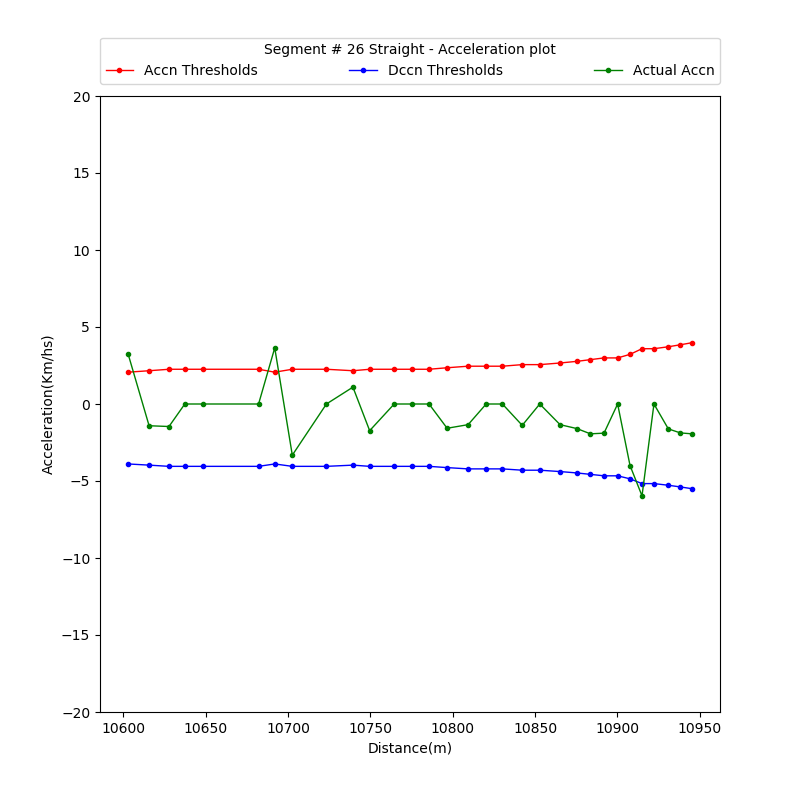 Segment # 26 Straight - Acceleration plot
Accn Thresholds Dccn Thresholds Actual Accn
20
15
10
5
0
−5
−10
−15
−20
Acceleration(Km/hs)
10600 10650 10700 10750 10800 10850 10900 10950
Distance(m)